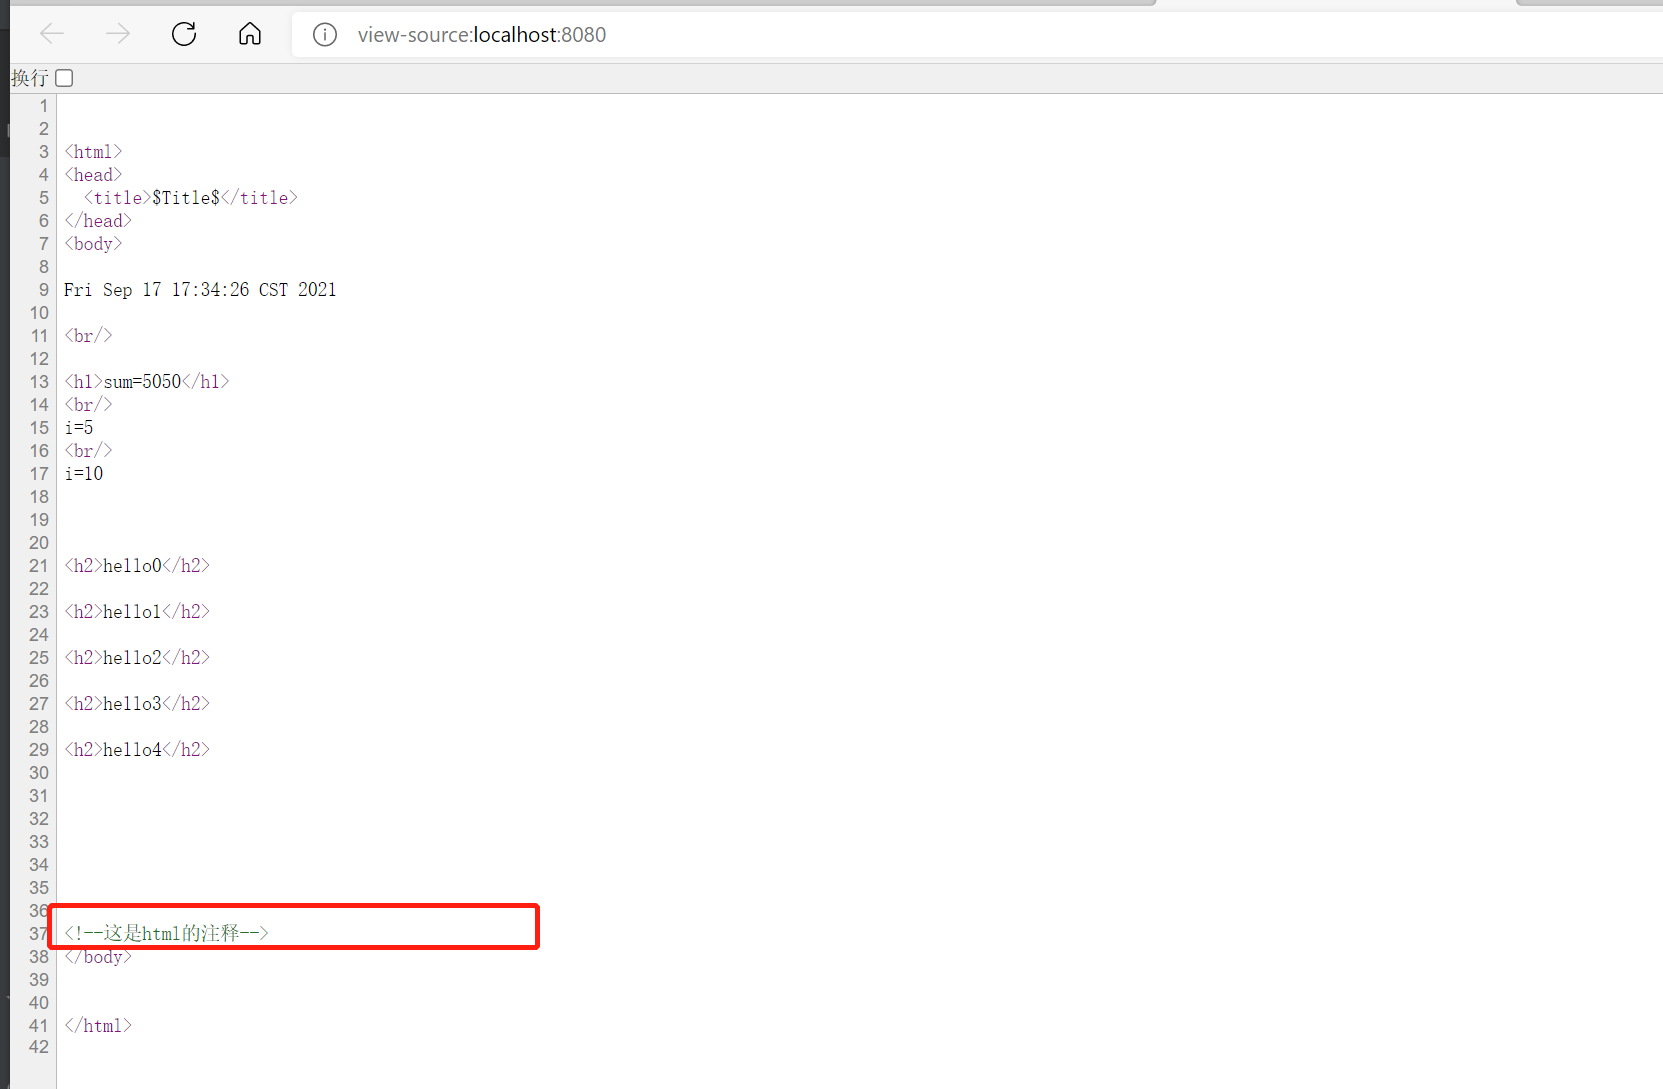 view-source:localhost:8080
换行
1
2
3 <html>
4 <head>
5 <title>$Title$</title>
6 </head>
7 <body>
8
9 Fri Sep 17 17:34:26 CST 2021
10
11 <br/>
12
13 <h1>sum=5050</h1>
14 <br/>
15 i=5
16 <br/>
17 i=10
18
19
20
21 <h2>hello0</h2>
22
23 <h2>hello1</h2>
24
25 <h2>hello2</h2>
26
27 <h2>hello3</h2>
28
29 <h2>hello4</h2>
30
31
32
33
34
35
36
37 <!--这是html的注释-->
38 </body>
39
40
41 </html>
42